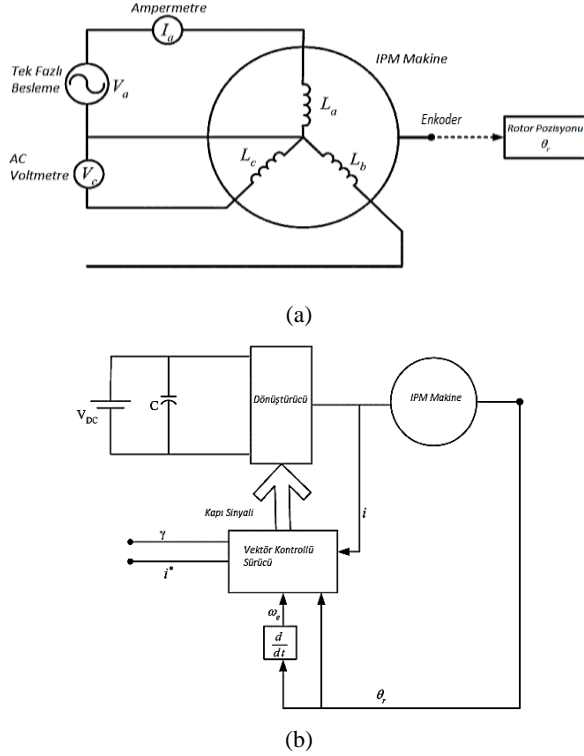 Ampermetre
I_a
IPM Makine
Tek Fazlı
Besleme
V_a
L_a
Enkoder
Rotor Pozisyonu
θ_r
AC
Voltmetre
V_c
L_c
L_b
(a)
V_DC
C
Dönüştürücü
IPM Makine
Kapı Sinyali
i
γ
i*
Vektör Kontrollü
Sürücü
ω_e
d
dt
θ_r
(b)